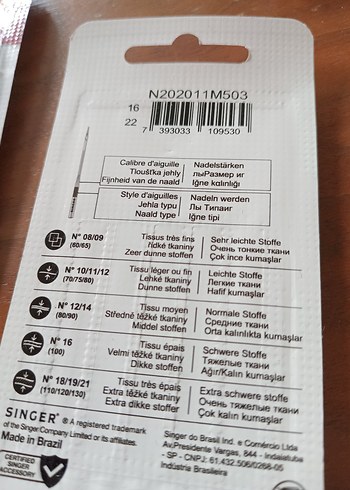 N202011M503
16
22
7 393033 109530
Calibre d'aiguille
Tloušťka jehly
Fijnheid van de naald
Nadelstärken
лыРазмер иг
İğne kalınlığı
Style d'aiguilles
Jehla typu
Naald type
Nadeln werden
Лы Типаиг
İğne tipi
N° 08/09
(60/65)
Tissus très fins
řídké tkaniny
Zeer dunne stoffen
Sehr leichte Stoffe
Очень тонкие ткани
Çok ince kumaşlar
N° 10/11/12
(70/75/80)
Tissu léger ou fin
Lehké tkaniny
Dunne stoffen
Leichte Stoffe
Легкие ткани
Hafif kumaşlar
N° 12/14
(80/90)
Tissu moyen
Středně těžké tkaniny
Middel stoffen
Normale Stoffe
Средние ткани
Orta kalınlıkta kumaşlar
N° 16
(100)
Tissu épais
Velmi těžké tkaniny
Dikke stoffen
Schwere Stoffe
Тяжелые ткани
Ağır/Kalın kumaşlar
N° 18/19/21
(110/120/130)
Tissu très épais
Extra těžké tkaniny
Extra dikke stoffer
Extra schwere stoffe
Очень тяжелые ткани
Çok kalın kumaşlar
SINGER® ® A registered trademark
of the Singer Company Limited or its affiliates.
Made in Brazil
CERTIFIED
SINGER
ACCESSORY
Singer do Brasil Ind. e Comércio Ltda
Av.Presidente Vargas, 844 - Indaiatuba
- SP - CNPJ: 61.432.506/0268-05
Indústria Brasileira